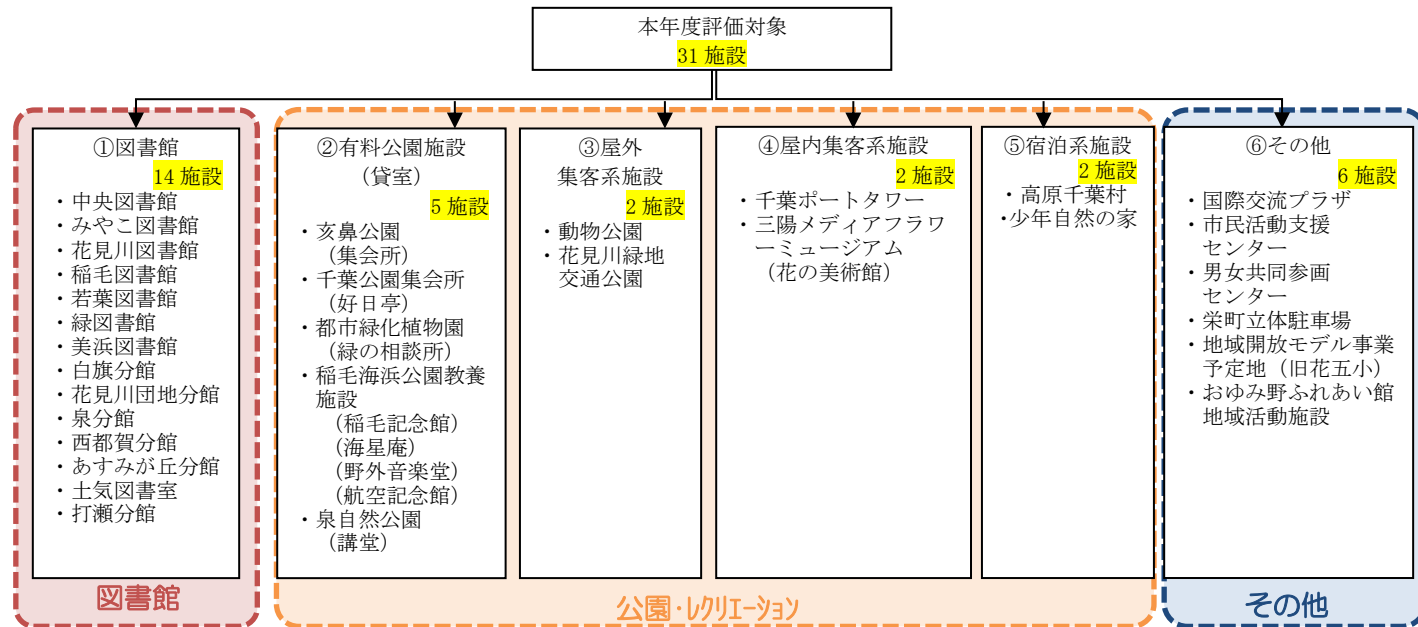 本年度評価対象
31 施設
①図書館
14 施設
・中央図書館
・みやこ図書館
・花見川図書館
・稲毛図書館
・若葉図書館
・緑図書館
・美浜図書館
・白旗分館
・花見川団地分館
・泉分館
・西都賀分館
・あすみが丘分館
・土気図書室
・打瀬分館
図書館
②有料公園施設
（貸室）
5 施設
・亥鼻公園
（集会所）
・千葉公園集会所
（好日亭）
・都市緑化植物園
（緑の相談所）
・稲毛海浜公園教養
施設
（稲毛記念館）
（海星庵）
（野外音楽堂）
（航空記念館）
・泉自然公園
（講堂）
③屋外
集客系施設
2 施設
・動物公園
・花見川緑地
交通公園
④屋内集客系施設
2 施設
・千葉ポートタワー
・三陽メディアフラワ
ーミュージアム
（花の美術館）
⑤宿泊系施設
2 施設
・高原千葉村
・少年自然の家
公園・レクリエーション
⑥その他
6 施設
・国際交流プラザ
・市民活動支援
センター
・男女共同参画
センター
・栄町立体駐車場
・地域開放モデル事業
予定地（旧花五小）
・おゆみ野ふれあい館
地域活動施設
その他